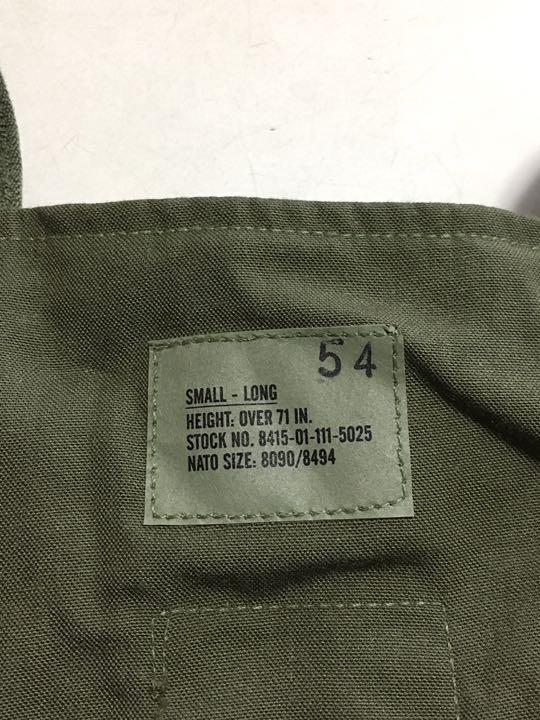 54
SMALL - LONG
HEIGHT: OVER 71 IN.
STOCK NO. 8415-01-111-5025
NATO SIZE: 8090/8494